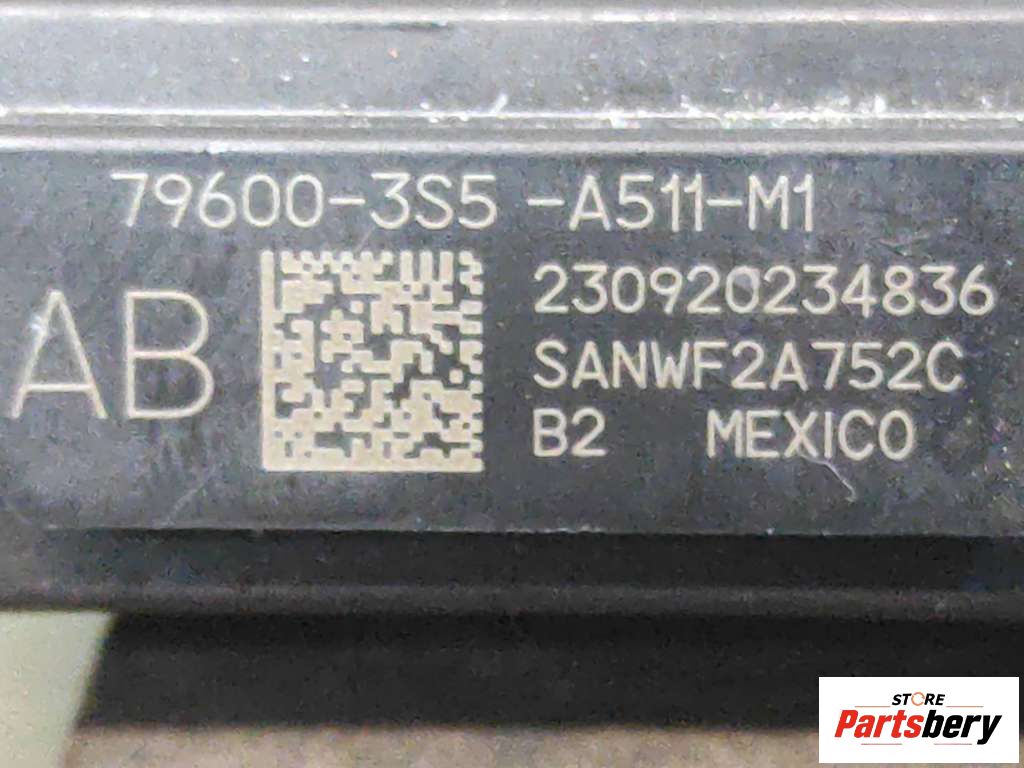 79600-3S5 -A511-M1
AB
230920234836
SANWF2A752C
B2 MEXICO
STORE
Partsbery